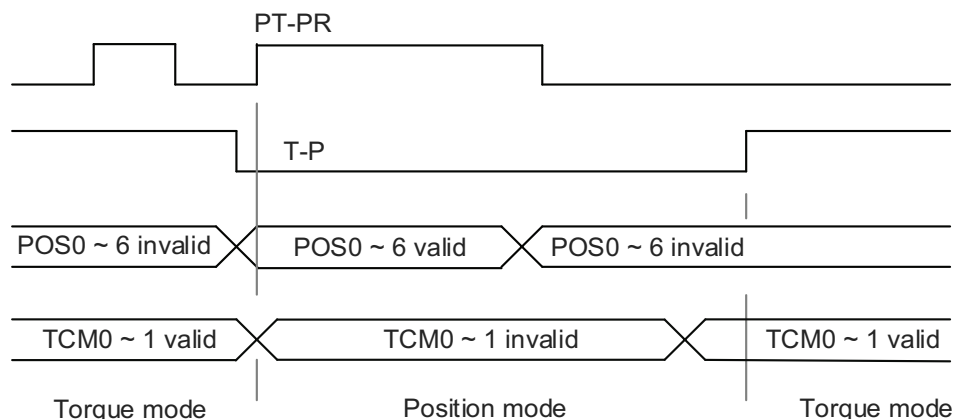 PT-PR
T-P
POS0 ~ 6 invalid POS0 ~ 6 valid POS0 ~ 6 invalid
TCM0 ~ 1 valid TCM0 ~ 1 invalid TCM0 ~ 1 valid
Torque mode Position mode Torque mode